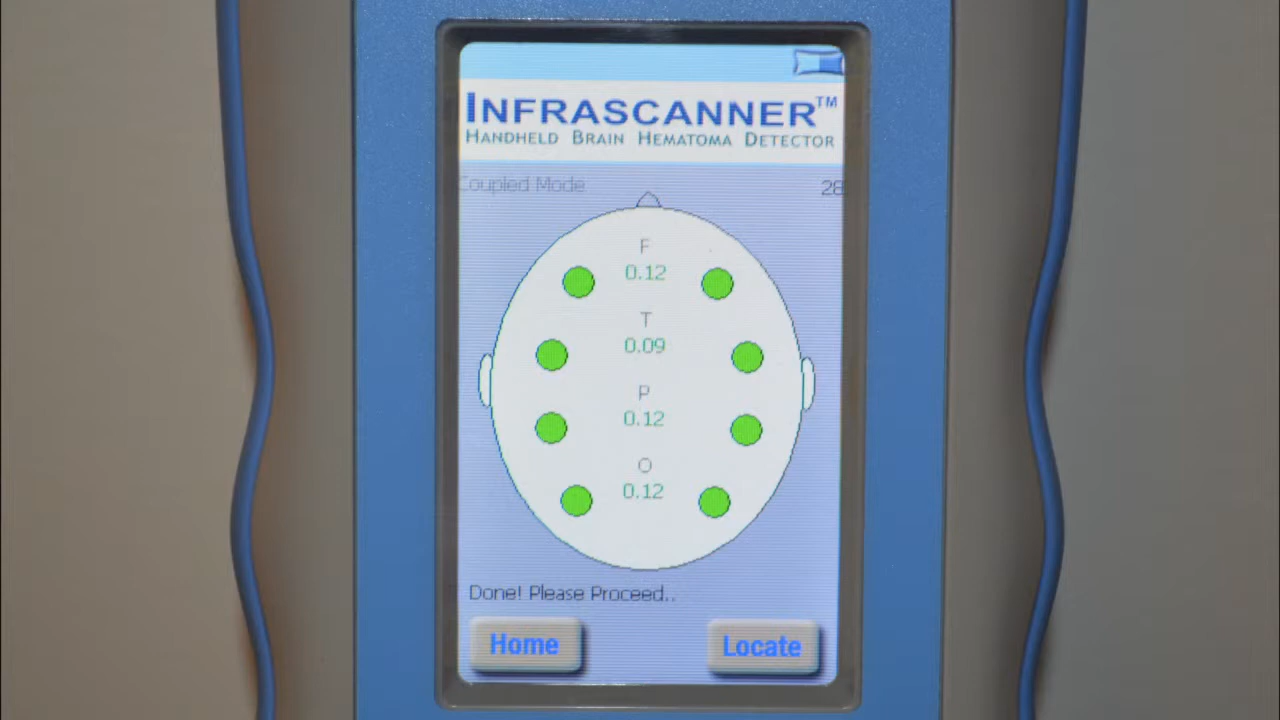 INFRASCANNER™
HANDHELD BRAIN HEMATOMA DETECTOR
Coupled Mode 28
F
0.12
T
0.09
P
0.12
O
0.12
Done! Please Proceed..
Home Locate